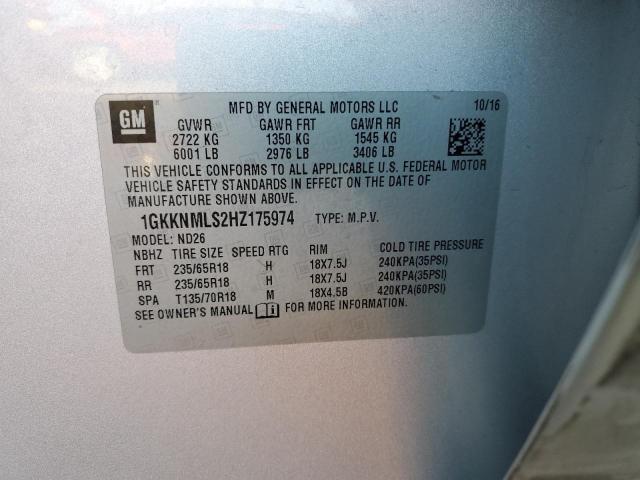 GM
MFD BY GENERAL MOTORS LLC 10/16
GVWR GAWR FRT GAWR RR
2722 KG 1350 KG 1545 KG
6001 LB 2976 LB 3406 LB
THIS VEHICLE CONFORMS TO ALL APPLICABLE U.S. FEDERAL MOTOR
VEHICLE SAFETY STANDARDS IN EFFECT ON THE DATE OF
MANUFACTURE SHOWN ABOVE.
1GKKNMLS2HZ175974 TYPE: M.P.V.
MODEL: ND26
NBHZ TIRE SIZE SPEED RTG RIM COLD TIRE PRESSURE
FRT 235/65R18 H 18X7.5J 240KPA(35PSI)
RR 235/65R18 H 18X7.5J 240KPA(35PSI)
SPA T135/70R18 M 18X4.5B 420KPA(60PSI)
SEE OWNER'S MANUAL FOR MORE INFORMATION.